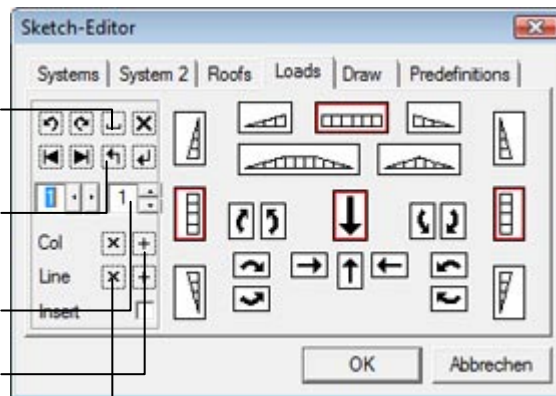 Sketch-Editor
Systems System 2 Roofs Loads Draw Predefinitions
1 1
Col
Line
Insert
OK Abbrechen